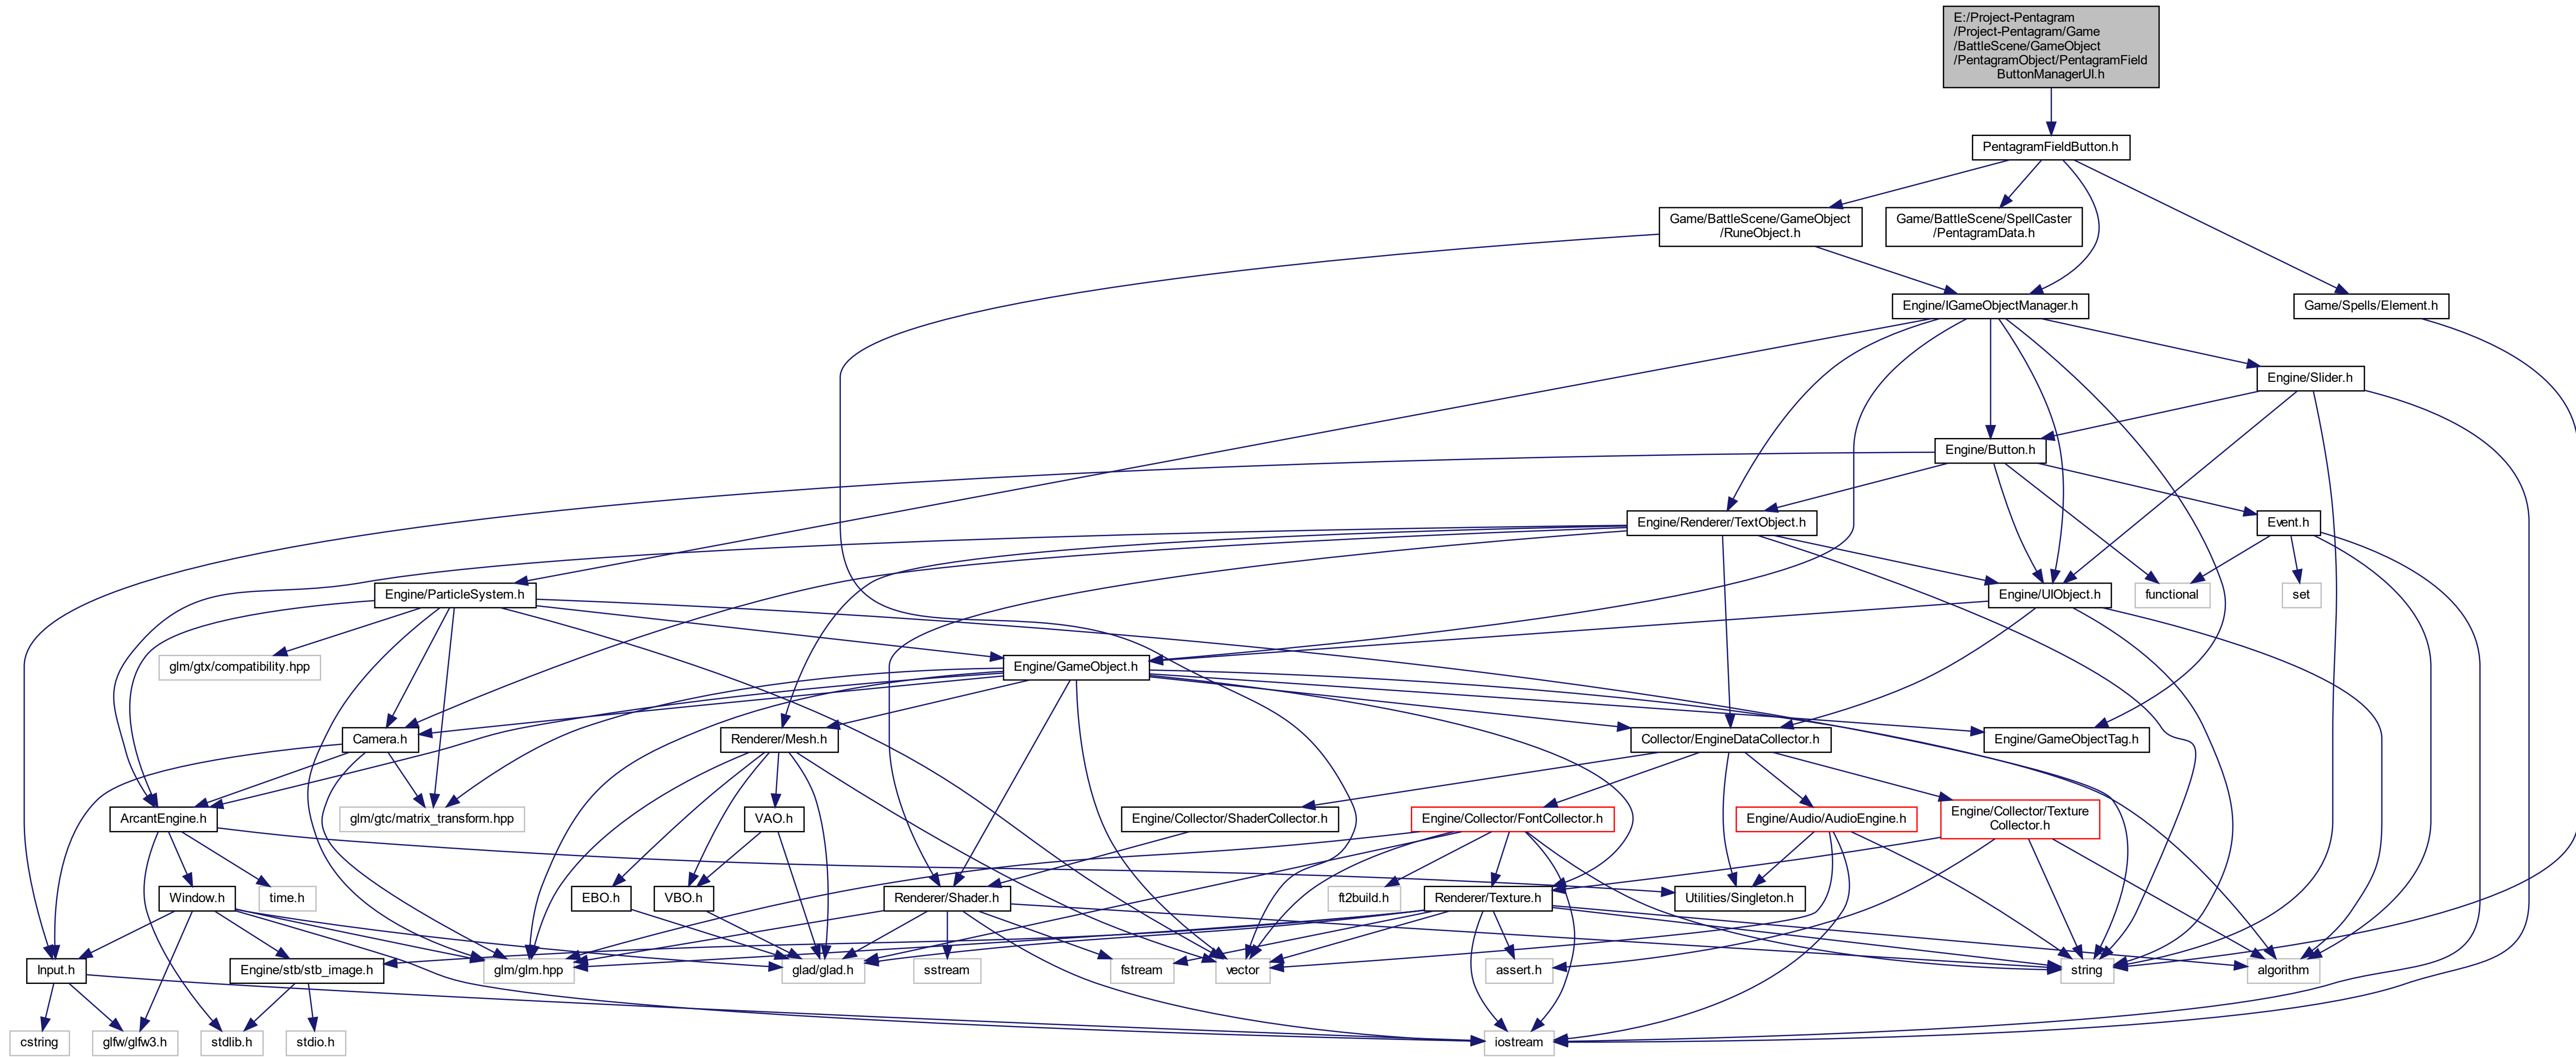 E:/Project-Pentagram
/Project-Pentagram/Game
/BattleScene/GameObject
/PentagramObject/PentagramField
ButtonManagerUI.h
PentagramFieldButton.h
Game/BattleScene/GameObject
/RuneObject.h
Game/BattleScene/SpellCaster
/PentagramData.h
Engine/IGameObjectManager.h
Game/Spells/Element.h
Engine/Slider.h
Engine/Button.h
Engine/Renderer/TextObject.h
Event.h
Engine/ParticleSystem.h
Engine/UIObject.h
functional
set
glm/gtx/compatibility.hpp
Engine/GameObject.h
Camera.h
Renderer/Mesh.h
Collector/EngineDataCollector.h
Engine/GameObjectTag.h
ArcantEngine.h
glm/gtc/matrix_transform.hpp
VAO.h
Engine/Collector/ShaderCollector.h
Engine/Collector/FontCollector.h
Engine/Audio/AudioEngine.h
Engine/Collector/Texture
Collector.h
Window.h
time.h
EBO.h
VBO.h
Renderer/Shader.h
ft2build.h
Renderer/Texture.h
Utilities/Singleton.h
Input.h
Engine/stb/stb_image.h
glm/glm.hpp
glad/glad.h
sstream
fstream
vector
assert.h
string
algorithm
cstring
glfw/glfw3.h
stdlib.h
stdio.h
iostream